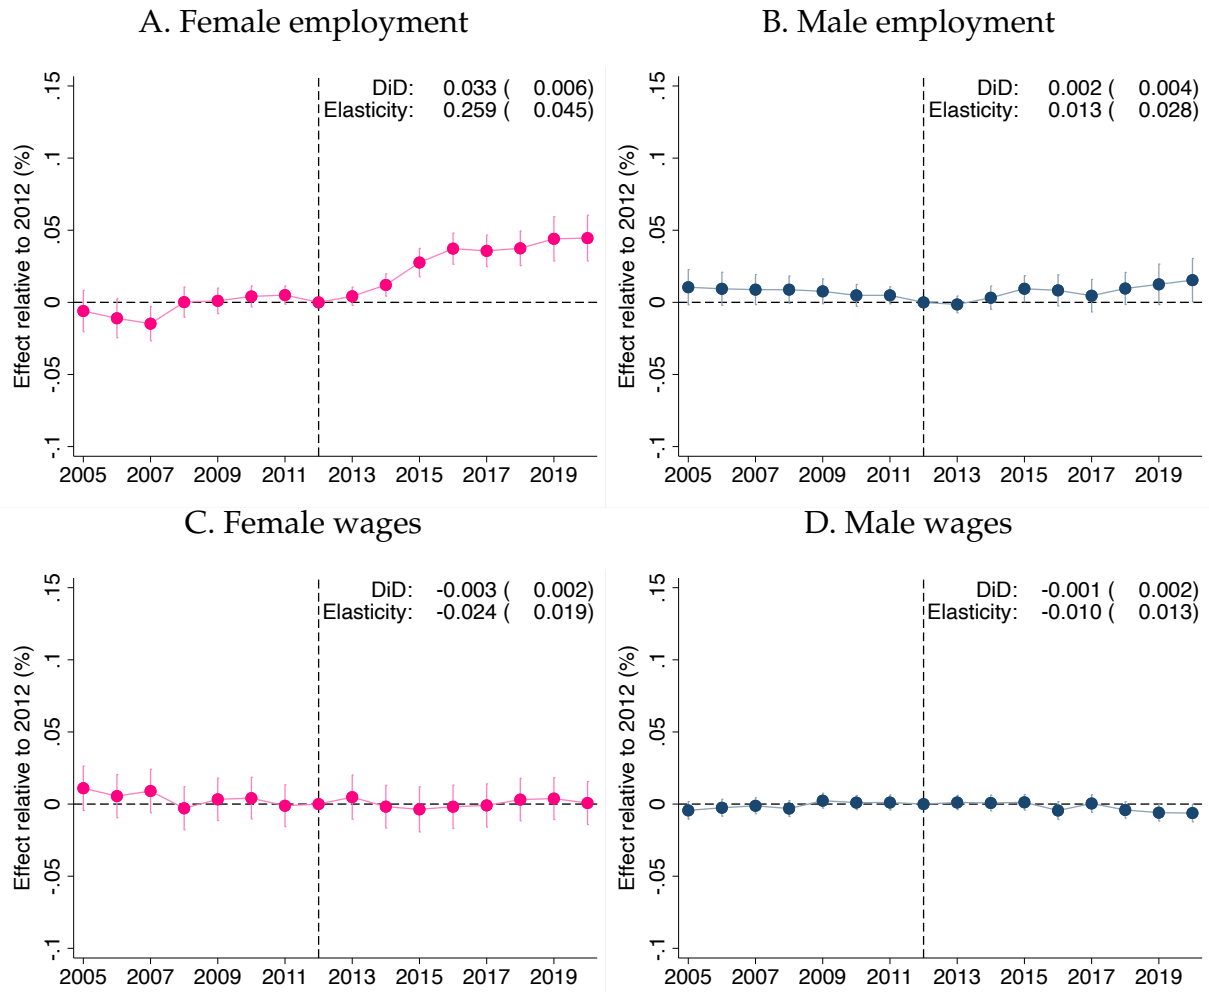 A. Female employment
DiD: 0.033 ( 0.006)
Elasticity: 0.259 ( 0.045)
Effect relative to 2012 (%)
.15
.1
.05
0
-.05
-.1
2005 2007 2009 2011 2013 2015 2017 2019
B. Male employment
DiD: 0.002 ( 0.004)
Elasticity: 0.013 ( 0.028)
Effect relative to 2012 (%)
.15
.1
.05
0
-.05
-.1
2005 2007 2009 2011 2013 2015 2017 2019
C. Female wages
DiD: -0.003 ( 0.002)
Elasticity: -0.024 ( 0.019)
Effect relative to 2012 (%)
.15
.1
.05
0
-.05
-.1
2005 2007 2009 2011 2013 2015 2017 2019
D. Male wages
DiD: -0.001 ( 0.002)
Elasticity: -0.010 ( 0.013)
Effect relative to 2012 (%)
.15
.1
.05
0
-.05
-.1
2005 2007 2009 2011 2013 2015 2017 2019